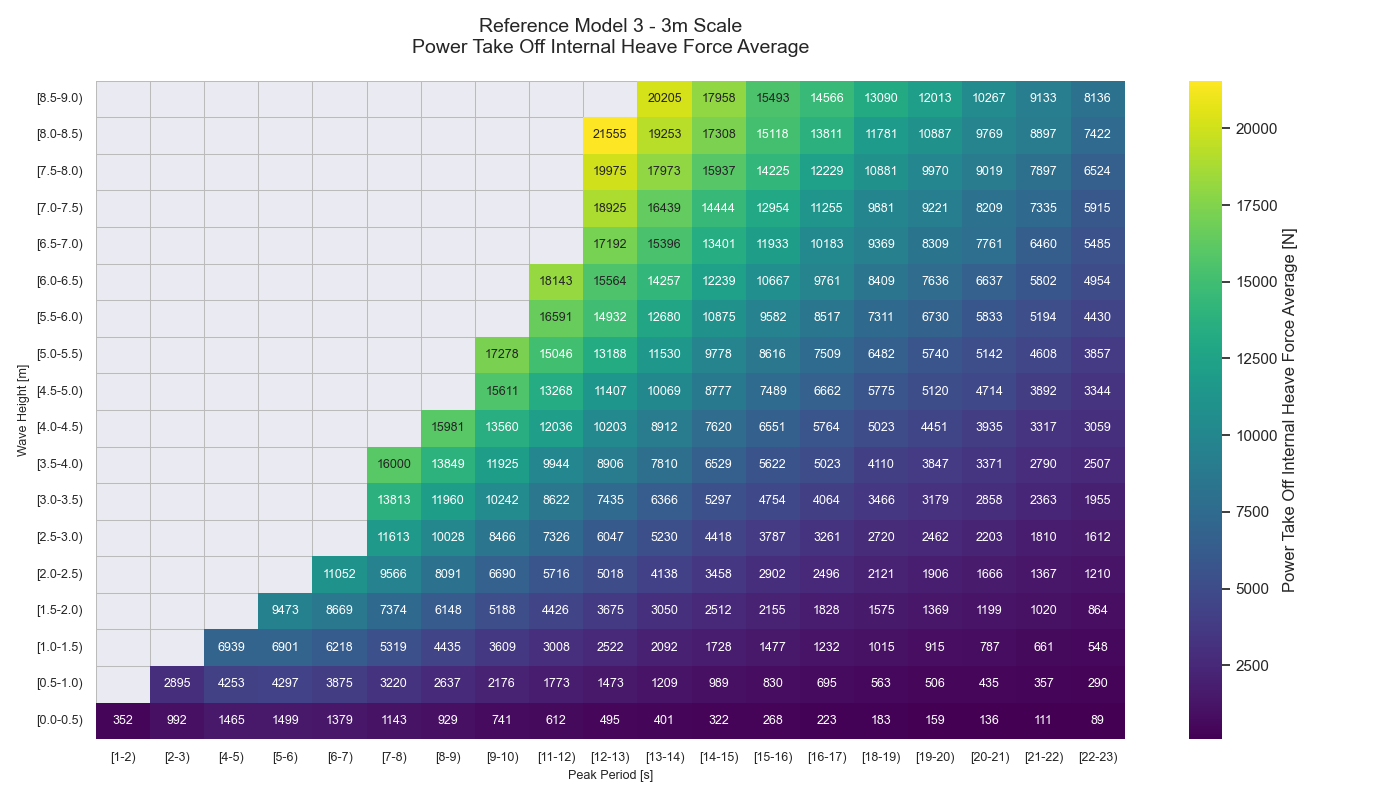 Reference Model 3 - 3m Scale
Power Take Off Internal Heave Force Average
[8.5-9.0) 20205 17958 15493 14566 13090 12013 10267 9133 8136
[8.0-8.5) 21555 19253 17308 15118 13811 11781 10887 9769 8897 7422
[7.5-8.0) 19975 17973 15937 14225 12229 10881 9970 9019 7897 6524
[7.0-7.5) 18925 16439 14444 12954 11255 9881 9221 8209 7335 5915
[6.5-7.0) 17192 15396 13401 11933 10183 9369 8309 7761 6460 5485
[6.0-6.5) 18143 15564 14257 12239 10667 9761 8409 7636 6637 5802 4954
[5.5-6.0) 16591 14932 12680 10875 9582 8517 7311 6730 5833 5194 4430
[5.0-5.5) 17278 15046 13188 11530 9778 8616 7509 6482 5740 5142 4608 3857
[4.5-5.0) 15611 13268 11407 10069 8777 7489 6662 5775 5120 4714 3892 3344
[4.0-4.5) 15981 13560 12036 10203 8912 7620 6551 5764 5023 4451 3935 3317 3059
[3.5-4.0) 16000 13849 11925 9944 8906 7810 6529 5622 5023 4110 3847 3371 2790 2507
[3.0-3.5) 13813 11960 10242 8622 7435 6366 5297 4754 4064 3466 3179 2858 2363 1955
[2.5-3.0) 11613 10028 8466 7326 6047 5230 4418 3787 3261 2720 2462 2203 1810 1612
[2.0-2.5) 11052 9566 8091 6690 5716 5018 4138 3458 2902 2496 2121 1906 1666 1367 1210
[1.5-2.0) 9473 8669 7374 6148 5188 4426 3675 3050 2512 2155 1828 1575 1369 1199 1020 864
[1.0-1.5) 6939 6901 6218 5319 4435 3609 3008 2522 2092 1728 1477 1232 1015 915 787 661 548
[0.5-1.0) 2895 4253 4297 3875 3220 2637 2176 1773 1473 1209 989 830 695 563 506 435 357 290
[0.0-0.5) 352 992 1465 1499 1379 1143 929 741 612 495 401 322 268 223 183 159 136 111 89
[1-2) [2-3) [4-5) [5-6) [6-7) [7-8) [8-9) [9-10) [11-12) [12-13) [13-14) [14-15) [15-16) [16-17) [18-19) [19-20) [20-21) [21-22) [22-23)
Peak Period [s]
Wave Height [m]
20000
17500
15000
12500
10000
7500
5000
2500
Power Take Off Internal Heave Force Average [N]